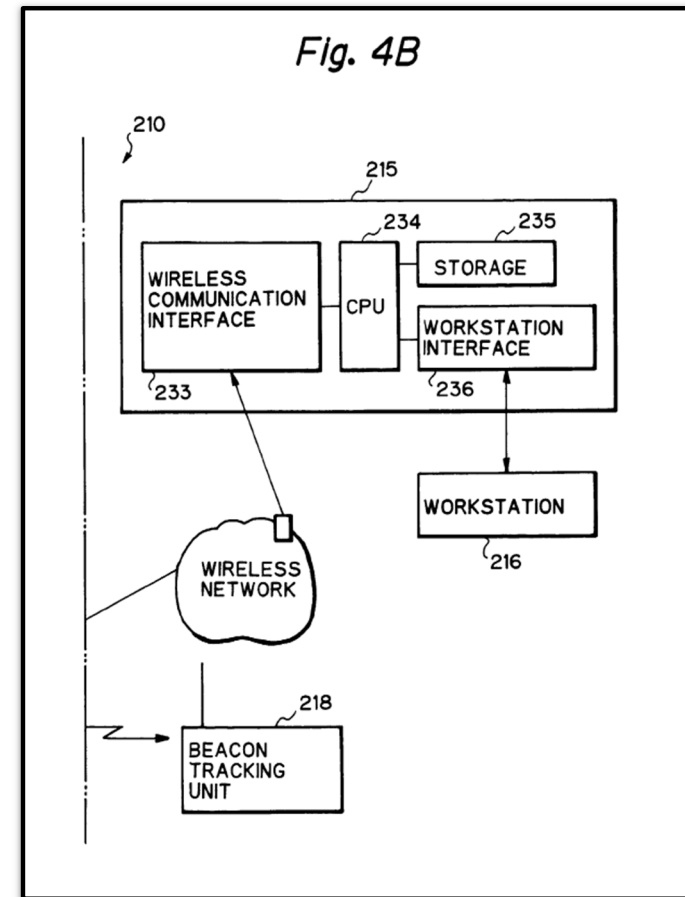 Fig. 4B
210
215
234
235
WIRELESS
COMMUNICATION
INTERFACE
CPU
STORAGE
WORKSTATION
INTERFACE
233
236
WORKSTATION
216
WIRELESS
NETWORK
218
BEACON
TRACKING
UNIT